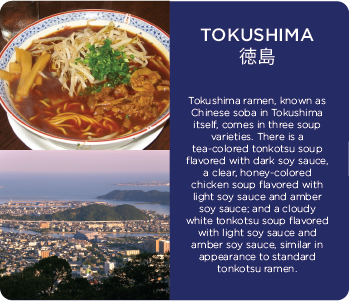 TOKUSHIMA
徳島
Tokushima ramen, known as
Chinese soba in Tokushima
itself, comes in three soup
varieties. There is a
tea-colored tonkotsu soup
flavored with dark soy sauce,
a clear, honey-colored
chicken soup flavored with
light soy sauce and amber
soy sauce; and a cloudy
white tonkotsu soup flavored
with light soy sauce and
amber soy sauce, similar in
appearance to standard
tonkotsu ramen.